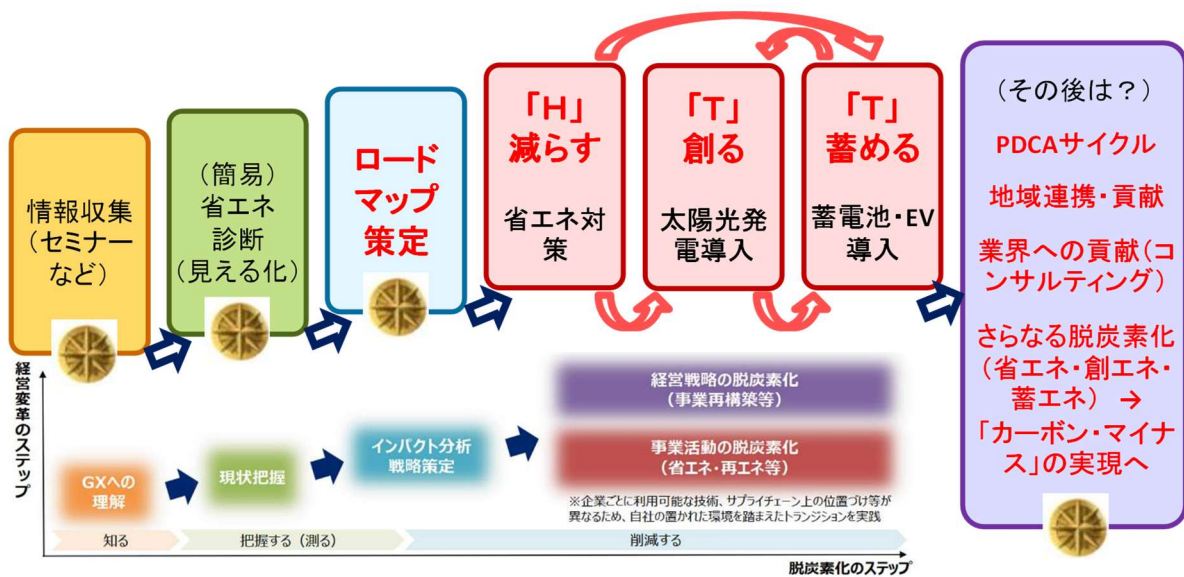 情報収集
（セミナー
など）
（簡易）
省エネ
診断
（見える化）
ロード
マップ
策定
「H」
減らす
省エネ対
策
「T」
創る
太陽光発
電導入
「T」
蓄める
蓄電池・EV
導入
（その後は？）
PDCAサイクル
地域連携・貢献
業界への貢献（コ
ンサルティング）
さらなる脱炭素化
（省エネ・創エネ・
蓄エネ） →
「カーボン・マイナ
ス」の実現へ
経営変革のステップ
GXへの
理解
現状把握
インパクト分析
戦略策定
経営戦略の脱炭素化
（事業再構築等）
事業活動の脱炭素化
（省エネ・再エネ等）
※企業ごとに利用可能な技術、サプライチェーン上の位置づけ等が
異なるため、自社の置かれた環境を踏まえたトランジションを実践
知る
把握する（測る）
削減する
脱炭素化のステップ